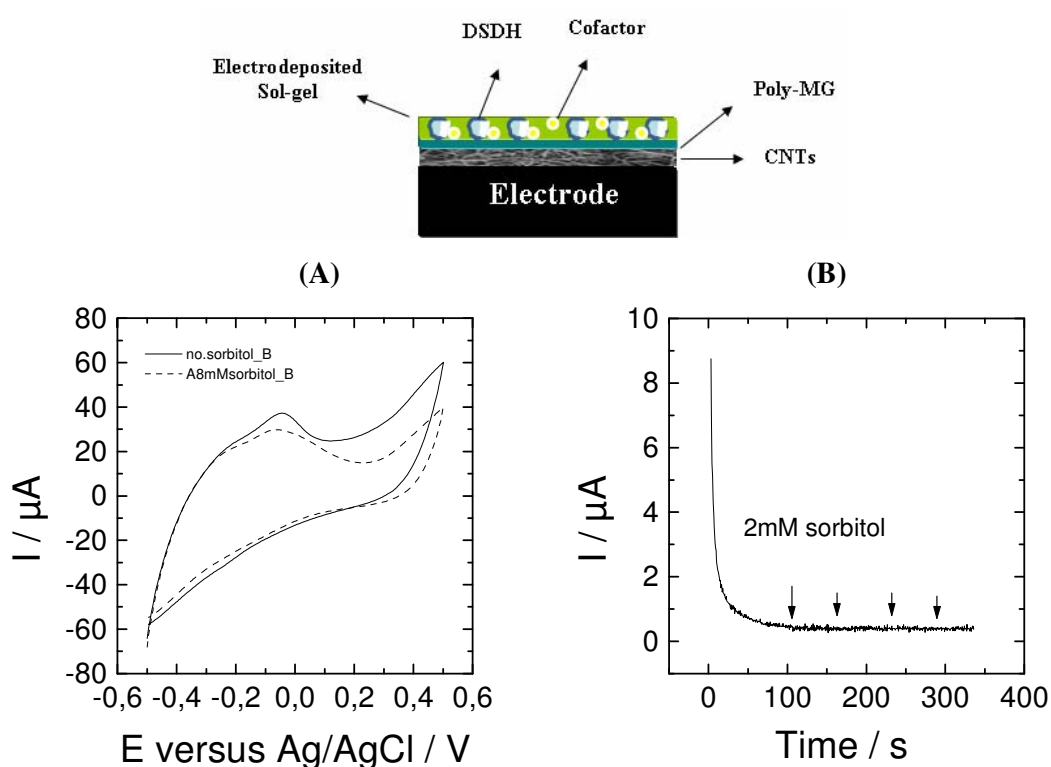 DSDH
Cofactor
Electrodeposited
Sol-gel
Poly-MG
CNTs
Electrode
(A)
(B)
80
60
40
20
0
-20
-40
-60
-80
I / µA
no.sorbitol_B
A8mMsorbitol_B
-0,6 -0,4 -0,2 0,0 0,2 0,4 0,6
E versus Ag/AgCl / V
10
8
6
4
2
0
I / µA
2mM sorbitol
0 100 200 300 400
Time / s